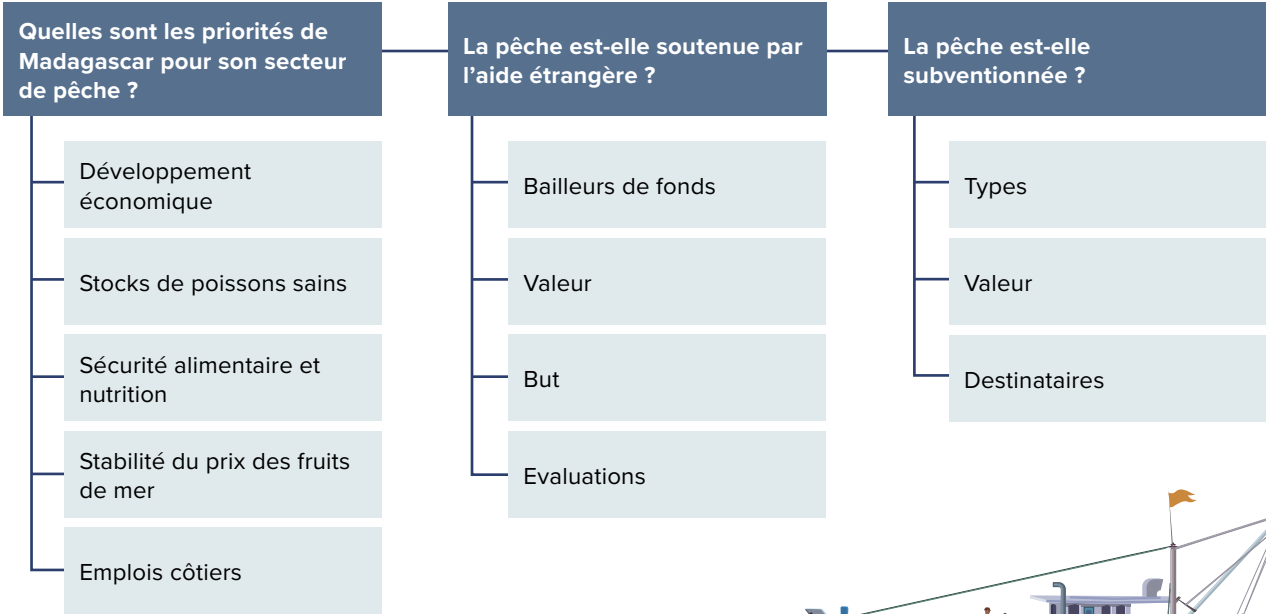 Quelles sont les priorités de
Madagascar pour son secteur
de pêche ?
Développement
économique
Stocks de poissons sains
Sécurité alimentaire et
nutrition
Stabilité du prix des fruits
de mer
Emplois côtiers
La pêche est-elle soutenue par
l’aide étrangère ?
Bailleurs de fonds
Valeur
But
Evaluations
La pêche est-elle
subventionnée ?
Types
Valeur
Destinataires